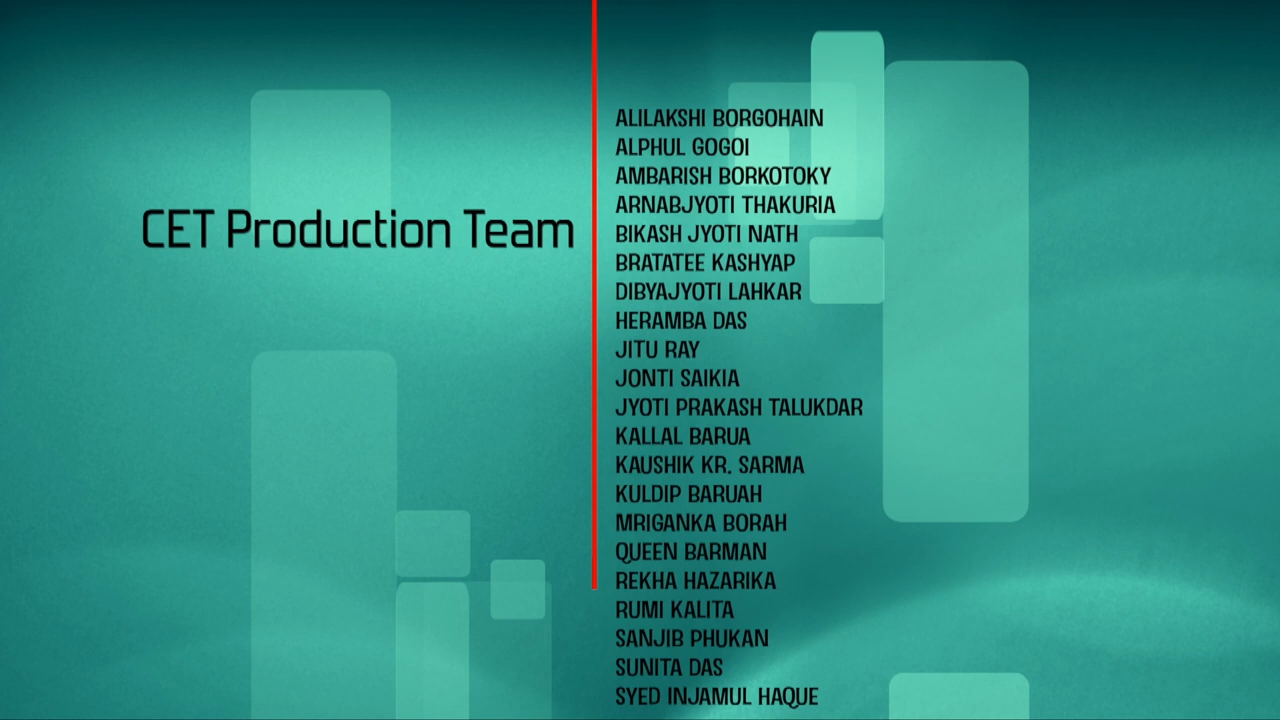 CET Production Team
ALILAKSHI BORGOHAIN
ALPHUL GOGOI
AMBARISH BORKOTOKY
ARNABJYOTI THAKURIA
BIKASH JYOTI NATH
BRATATEE KASHYAP
DIBYAJYOTI LAHKAR
HERAMBA DAS
JITU RAY
JONTI SAIKIA
JYOTI PRAKASH TALUKDAR
KALLAL BARUA
KAUSHIK KR. SARMA
KULDIP BARUAH
MRIGANKA BORAH
QUEEN BARMAN
REKHA HAZARIKA
RUMI KALITA
SANJIB PHUKAN
SUNITA DAS
SYED INJAMUL HAQUE